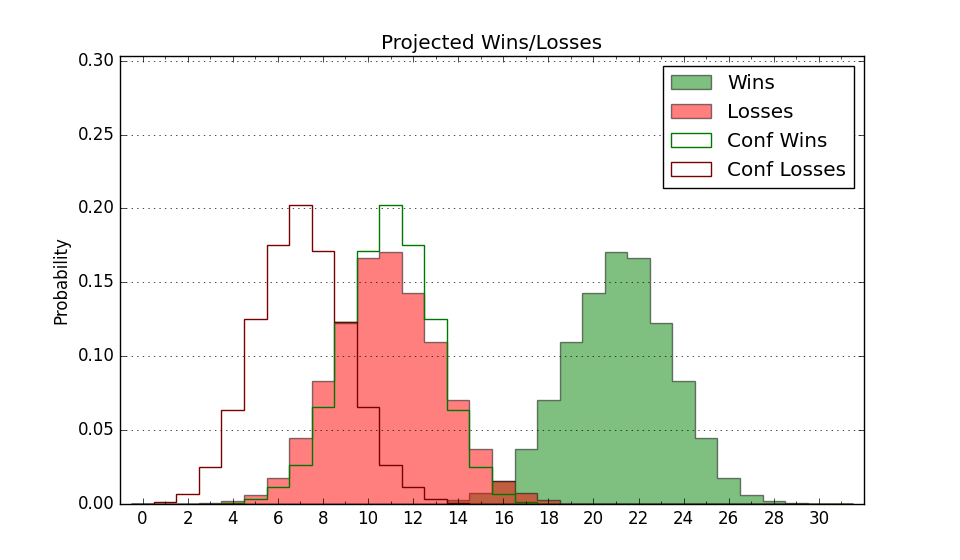 Projected Wins/Losses
0.30
0.25
0.20
0.15
0.10
0.05
0.00
Probability
Wins
Losses
Conf Wins
Conf Losses
0 2 4 6 8 10 12 14 16 18 20 22 24 26 28 30